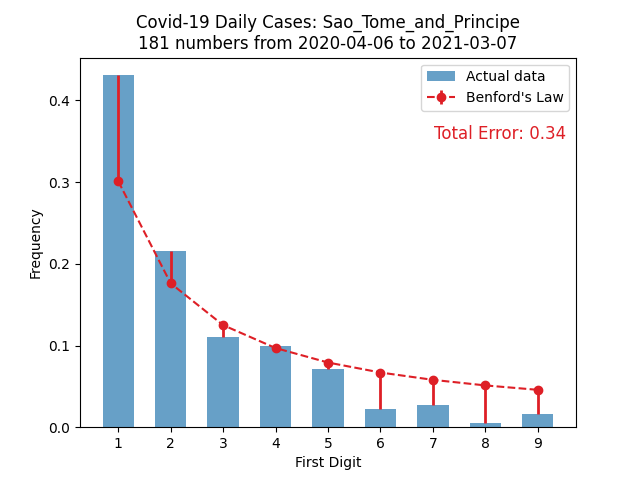 Covid-19 Daily Cases: Sao_Tome_and_Principe
181 numbers from 2020-04-06 to 2021-03-07
Actual data
Benford's Law
Total Error: 0.34
Frequency
0.4
0.3
0.2
0.1
0.0
1 2 3 4 5 6 7 8 9
First Digit